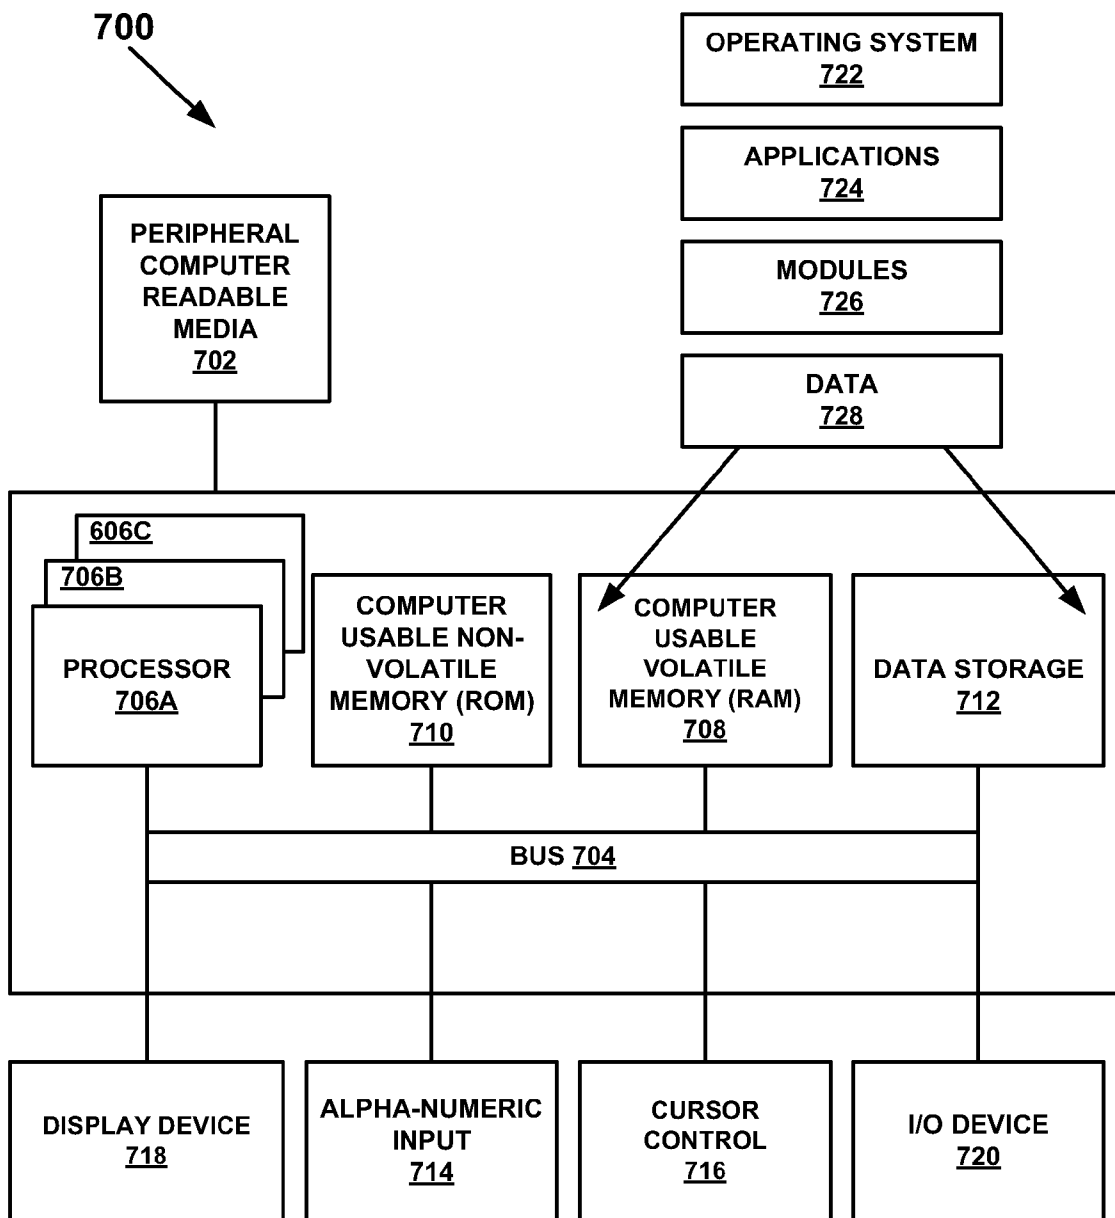 700
OPERATING SYSTEM
722
APPLICATIONS
724
MODULES
726
DATA
728
PERIPHERAL
COMPUTER
READABLE
MEDIA
702
606C
706B
PROCESSOR
706A
COMPUTER
USABLE NON-
VOLATILE
MEMORY (ROM)
710
COMPUTER
USABLE
VOLATILE
MEMORY (RAM)
708
DATA STORAGE
712
BUS 704
DISPLAY DEVICE
718
ALPHA-NUMERIC
INPUT
714
CURSOR
CONTROL
716
I/O DEVICE
720